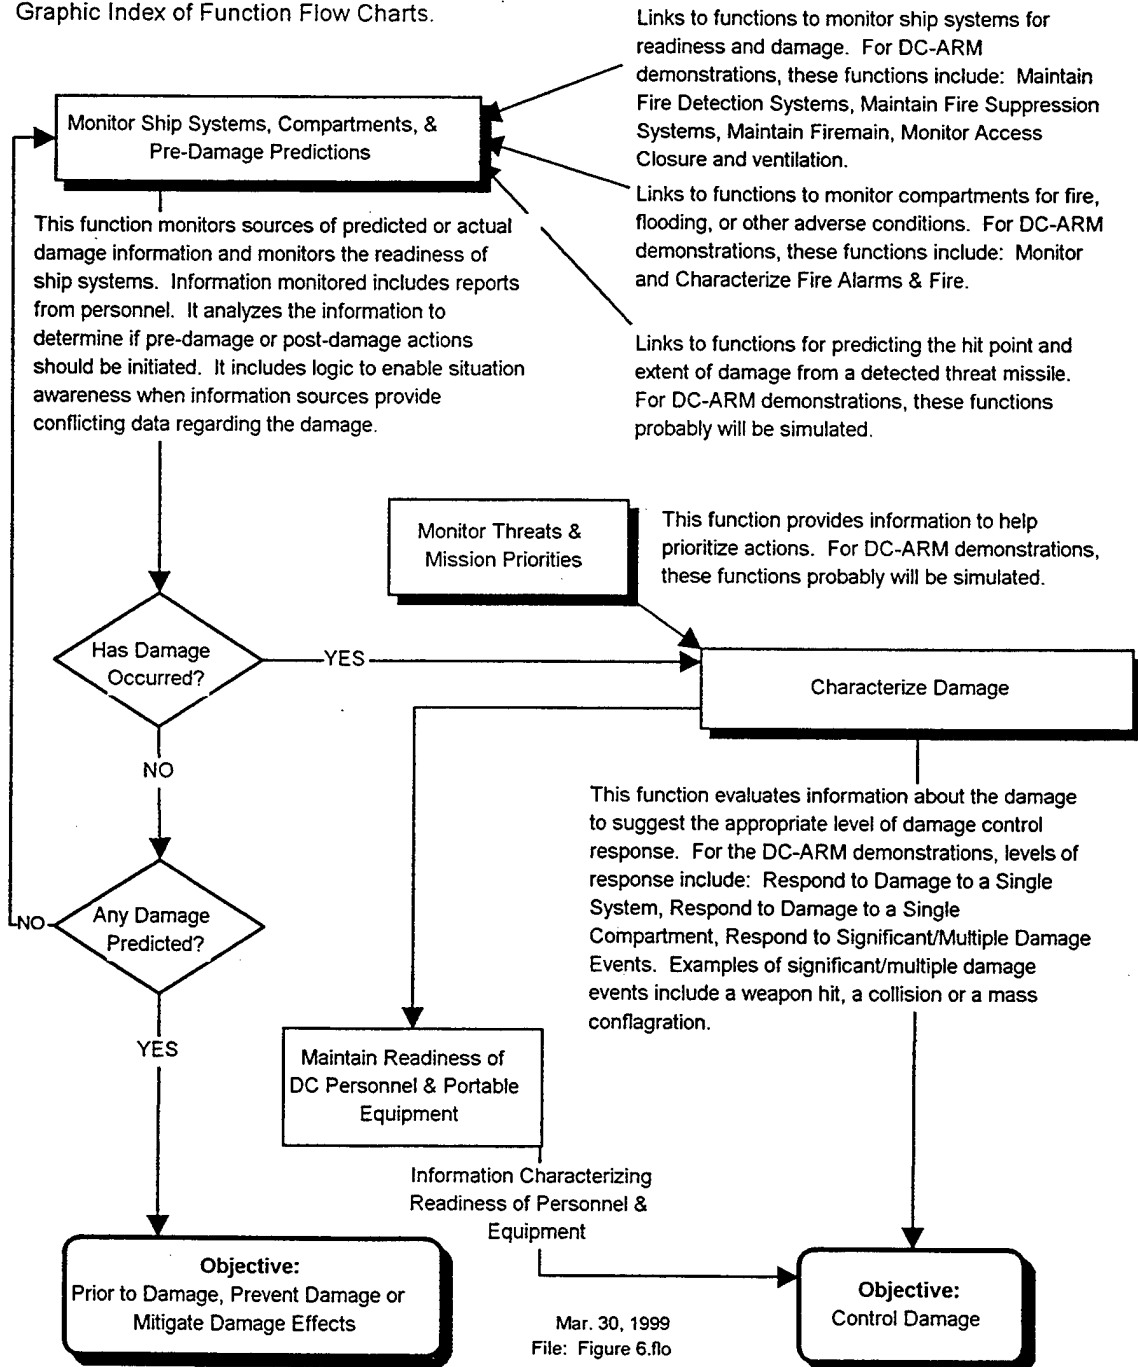 Graphic Index of Function Flow Charts.
Links to functions to monitor ship systems for
readiness and damage. For DC-ARM
demonstrations, these functions include: Maintain
Fire Detection Systems, Maintain Fire Suppression
Systems, Maintain Firemain, Monitor Access
Closure and ventilation.
Monitor Ship Systems, Compartments, &
Pre-Damage Predictions
Links to functions to monitor compartments for fire,
flooding, or other adverse conditions. For DC-ARM
demonstrations, these functions include: Monitor
and Characterize Fire Alarms & Fire.
This function monitors sources of predicted or actual
damage information and monitors the readiness of
ship systems. Information monitored includes reports
from personnel. It analyzes the information to
determine if pre-damage or post-damage actions
should be initiated. It includes logic to enable situation
awareness when information sources provide
conflicting data regarding the damage.
Links to functions for predicting the hit point and
extent of damage from a detected threat missile.
For DC-ARM demonstrations, these functions
probably will be simulated.
Monitor Threats &
Mission Priorities
This function provides information to help
prioritize actions. For DC-ARM demonstrations,
these functions probably will be simulated.
Has Damage
Occurred?
YES
Characterize Damage
NO
This function evaluates information about the damage
to suggest the appropriate level of damage control
response. For the DC-ARM demonstrations, levels of
response include: Respond to Damage to a Single
System, Respond to Damage to a Single
Compartment, Respond to Significant/Multiple Damage
Events. Examples of significant/multiple damage
events include a weapon hit, a collision or a mass
conflagration.
NO
Any Damage
Predicted?
YES
Maintain Readiness of
DC Personnel & Portable
Equipment
Information Characterizing
Readiness of Personnel &
Equipment
Objective:
Prior to Damage, Prevent Damage or
Mitigate Damage Effects
Objective:
Control Damage
Mar. 30, 1999
File: Figure 6.flo